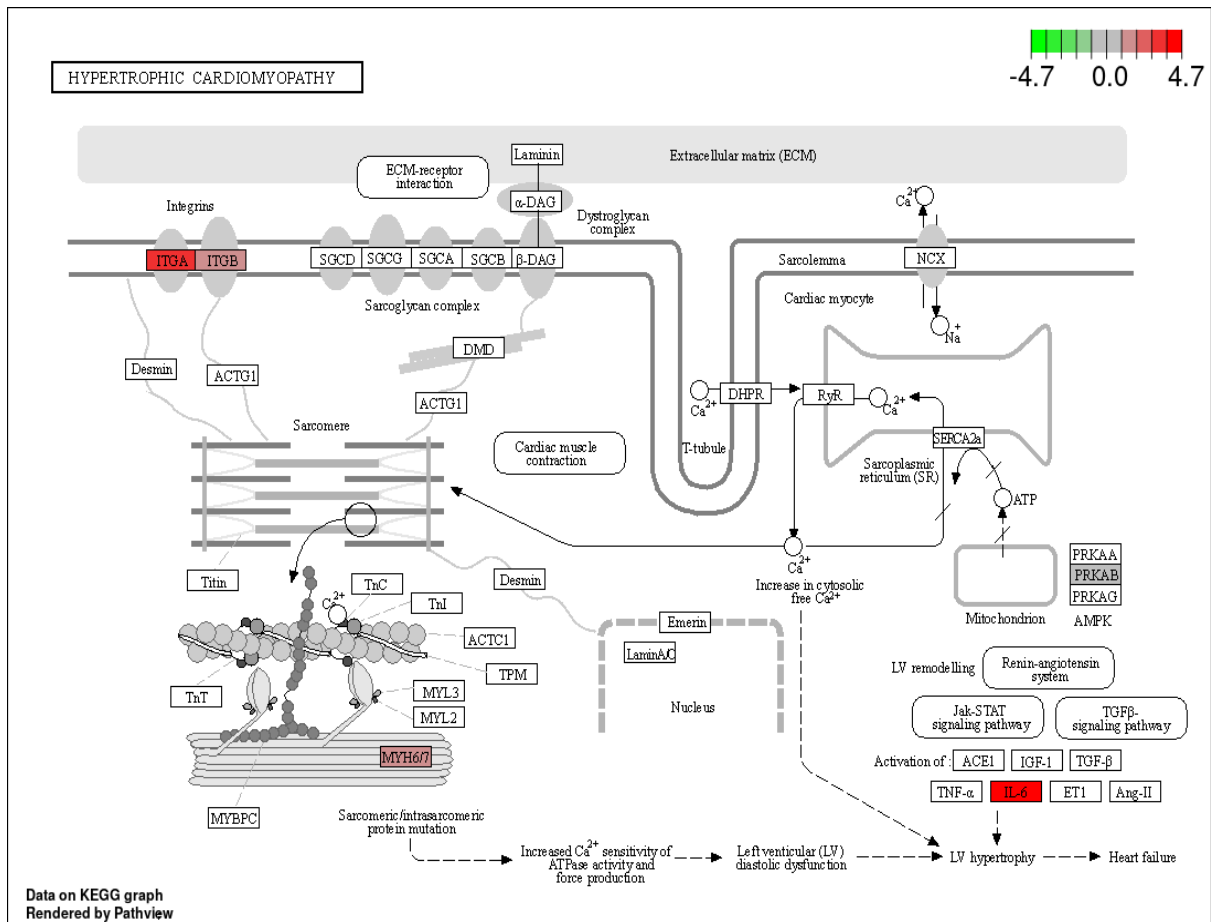 -4.7 0.0 4.7
HYPERTROPHIC CARDIOMYOPATHY
Laminin
Extracellular matrix (ECM)
ECM-receptor
interaction
Ca2+
α-DAG
Integrins
Dystroglycan
complex
ITGA
ITGB
SGCD
SGCG
SGCA
SGCB
β-DAG
Sarcolemma
NCX
Sarcoglycan complex
Cardiac myocyte
Na+
DMD
Desmin
ACTG1
ACTG1
DHPR
RyR
Ca2+
Ca2+
Sarcomere
SERCA2a
T-tubule
Cardiac muscle
contraction
Sarcoplasmic
reticulum (SR)
ATP
Ca2+
Increase in cytosolic
free Ca2+
PRKAA
PRKAB
PRKAG
Mitochondrion
AMPK
Titin
Desmin
TnC
Ca2+
TnI
ACTC1
TPM
TnT
MYL3
MYL2
MYH6/7
MYBPC
Emerin
LaminA/C
Nucleus
LV remodelling
Renin-angiotensin
system
Jak-STAT
signaling pathway
TGFβ-
signaling pathway
Activation of :
ACE1
IGF-1
TGF-β
TNF-α
IL-6
ET1
Ang-II
Sarcomeric/intrasarcomeric
protein mutation
Increased Ca2+ sensitivity of
ATPase activity and
force production
Left venticular (LV)
diastolic dysfunction
LV hypertrophy
Heart failure
Data on KEGG graph
Rendered by Pathview